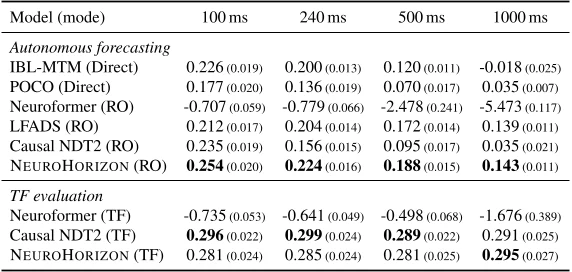 Model (mode) 100 ms 240 ms 500 ms 1000 ms
Autonomous forecasting
IBL-MTM (Direct) 0.226 (0.019) 0.200 (0.013) 0.120 (0.011) -0.018 (0.025)
POCO (Direct) 0.177 (0.020) 0.136 (0.019) 0.070 (0.017) 0.035 (0.007)
Neuroformer (RO) -0.707 (0.059) -0.779 (0.066) -2.478 (0.241) -5.473 (0.117)
LFADS (RO) 0.212 (0.017) 0.204 (0.014) 0.172 (0.014) 0.139 (0.011)
Causal NDT2 (RO) 0.235 (0.019) 0.156 (0.015) 0.095 (0.017) 0.035 (0.021)
NEUROHORIZON (RO) 0.254 (0.020) 0.224 (0.016) 0.188 (0.015) 0.143 (0.011)
TF evaluation
Neuroformer (TF) -0.735 (0.053) -0.641 (0.049) -0.498 (0.068) -1.676 (0.389)
Causal NDT2 (TF) 0.296 (0.022) 0.299 (0.024) 0.289 (0.022) 0.291 (0.025)
NEUROHORIZON (TF) 0.281 (0.024) 0.285 (0.024) 0.281 (0.025) 0.295 (0.027)